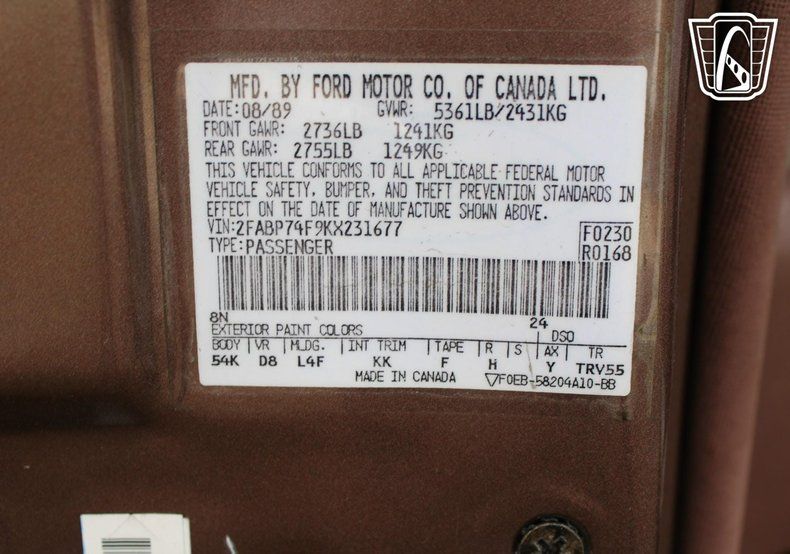 MFD. BY FORD MOTOR CO. OF CANADA LTD.
DATE: 08/89 GVWR: 5361LB/2431KG
FRONT GAWR: 2736LB 1241KG
REAR GAWR: 2755LB 1249KG
THIS VEHICLE CONFORMS TO ALL APPLICABLE FEDERAL MOTOR
VEHICLE SAFETY, BUMPER, AND THEFT PREVENTION STANDARDS IN
EFFECT ON THE DATE OF MANUFACTURE SHOWN ABOVE.
VIN: 2FABP74F9KX231677 F0230
TYPE: PASSENGER R0168
8N 24
EXTERIOR PAINT COLORS DSO
BODY VR MLDG. INT TRIM TAPE R S AX TR
54K D8 L4F KK F H Y TRV55
MADE IN CANADA F0EB-58204A10-BB